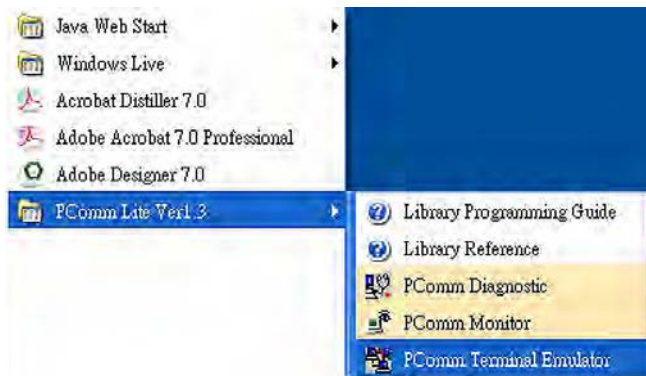 Java Web Start
Windows Live
Acrobat Distiller 7.0
Adobe Acrobat 7.0 Professional
Adobe Designer 7.0
PComm Lite Ver1.3
Library Programming Guide
Library Reference
PComm Diagnostic
PComm Monitor
PComm Terminal Emulator